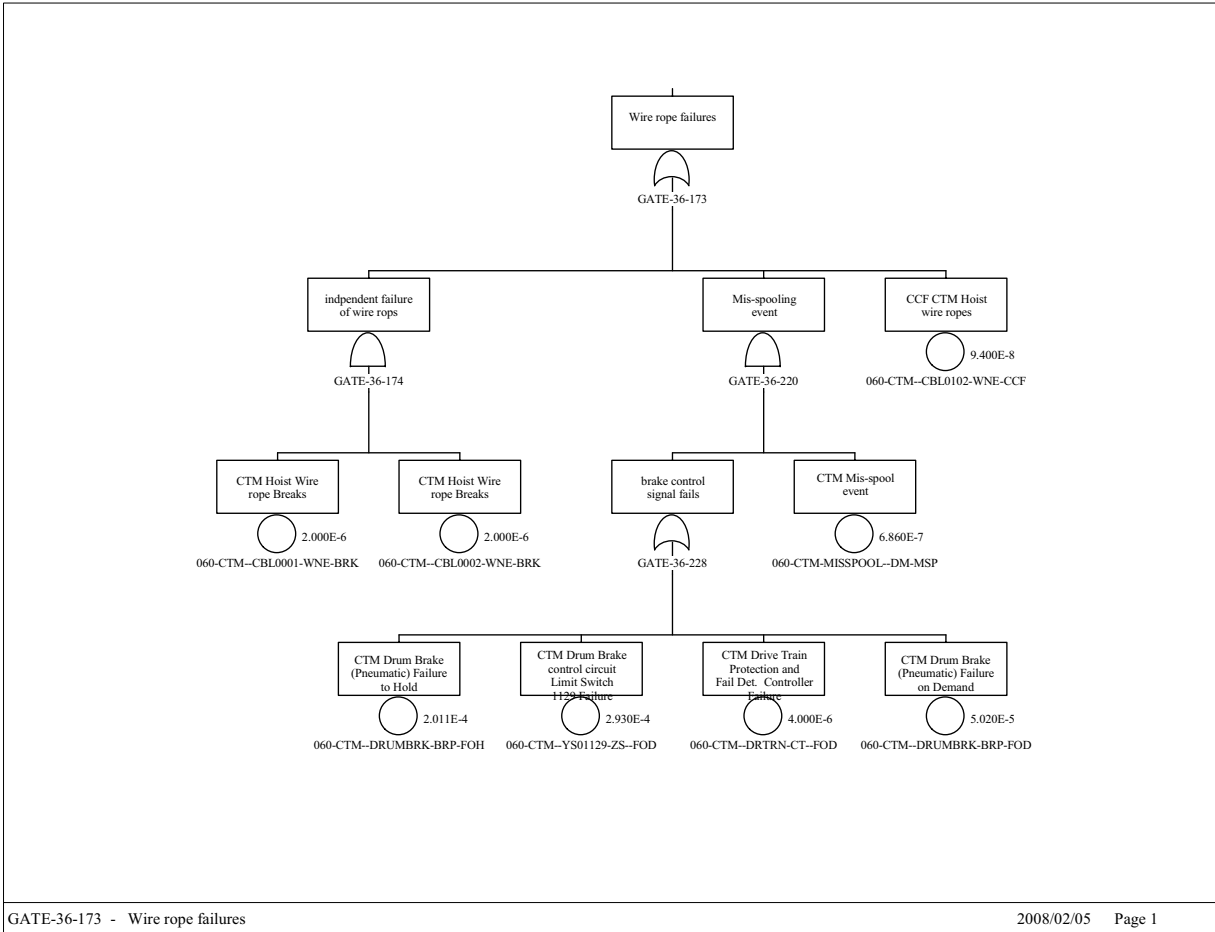 Wire rope failures
GATE-36-173
indpendent failure
of wire rops
GATE-36-174
Mis-spooling
event
GATE-36-220
CCF CTM Hoist
wire ropes
9.400E-8
060-CTM--CBL0102-WNE-CCF
CTM Hoist Wire
rope Breaks
2.000E-6
060-CTM--CBL0001-WNE-BRK
CTM Hoist Wire
rope Breaks
2.000E-6
060-CTM--CBL0002-WNE-BRK
brake control
signal fails
GATE-36-228
CTM Mis-spool
event
6.860E-7
060-CTM-MISSPOOL--DM-MSP
CTM Drum Brake
(Pneumatic) Failure
to Hold
2.011E-4
060-CTM--DRUMBRK-BRP-FOH
CTM Drum Brake
control circuit
Limit Switch
1129 Failure
2.930E-4
060-CTM--YS01129-ZS--FOD
CTM Drive Train
Protection and
Fail Det. Controller
Failure
4.000E-6
060-CTM--DRTRN-CT--FOD
CTM Drum Brake
(Pneumatic) Failure
on Demand
5.020E-5
060-CTM--DRUMBRK-BRP-FOD
GATE-36-173 - Wire rope failures
2008/02/05 Page 1